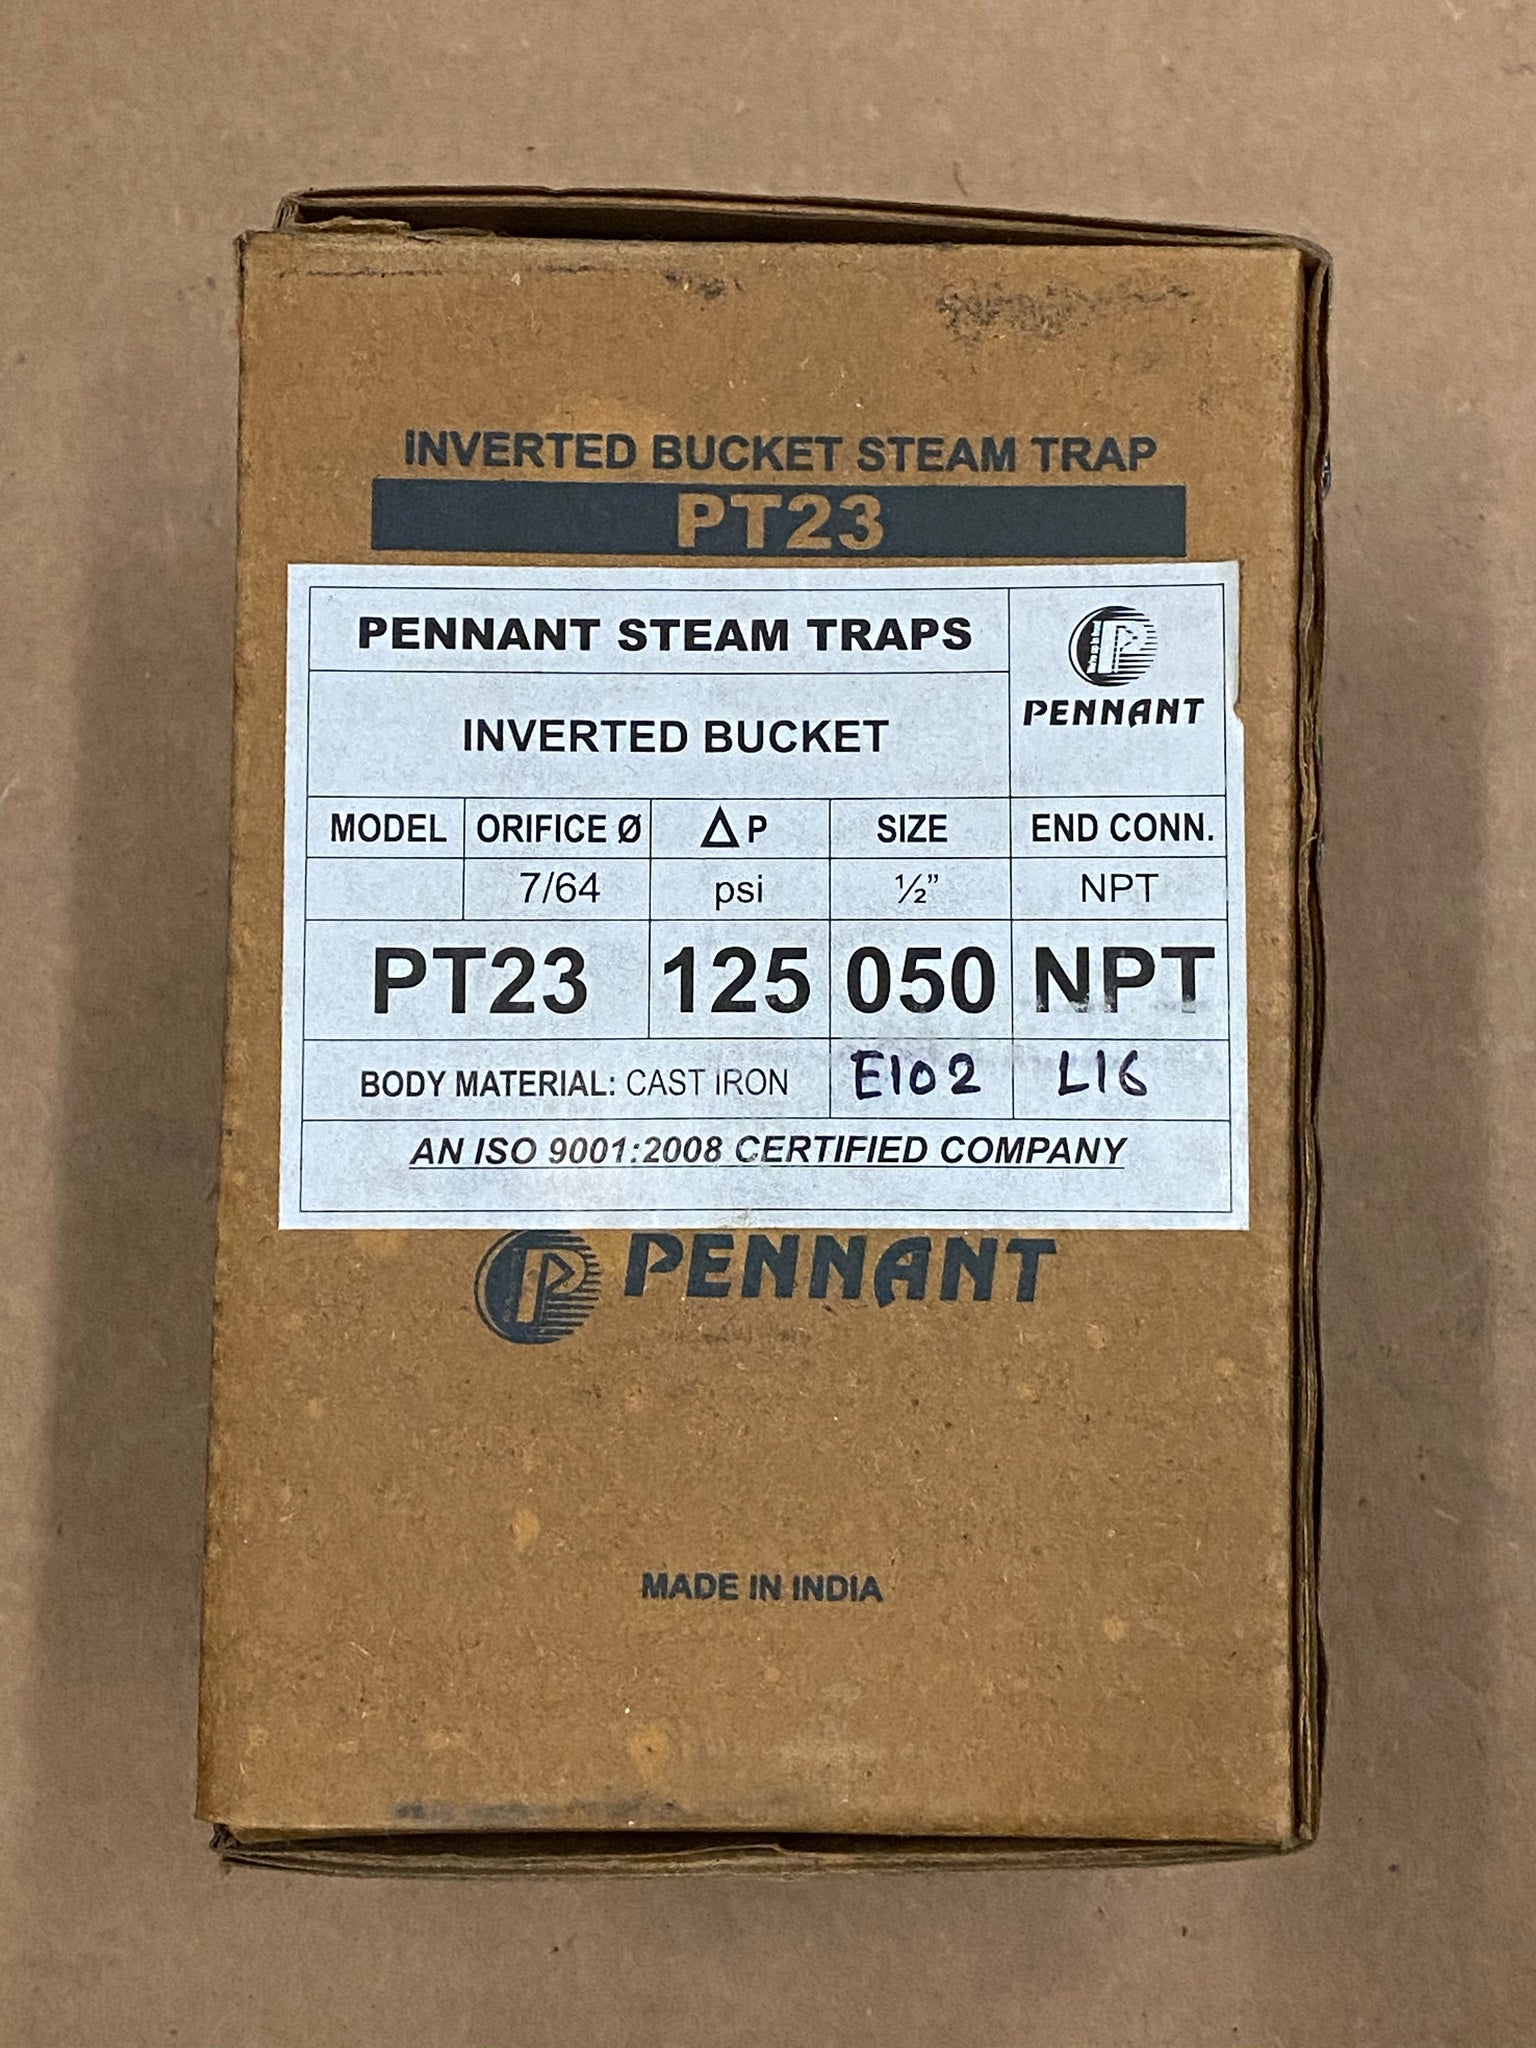 INVERTED BUCKET STEAM TRAP
PT23
PENNANT STEAM TRAPS
PENNANT
INVERTED BUCKET
MODEL ORIFICE Ø Δ P SIZE END CONN.
7/64 psi ½” NPT
PT23 125 050 NPT
BODY MATERIAL: CAST IRON E102 L16
AN ISO 9001:2008 CERTIFIED COMPANY
PENNANT
MADE IN INDIA